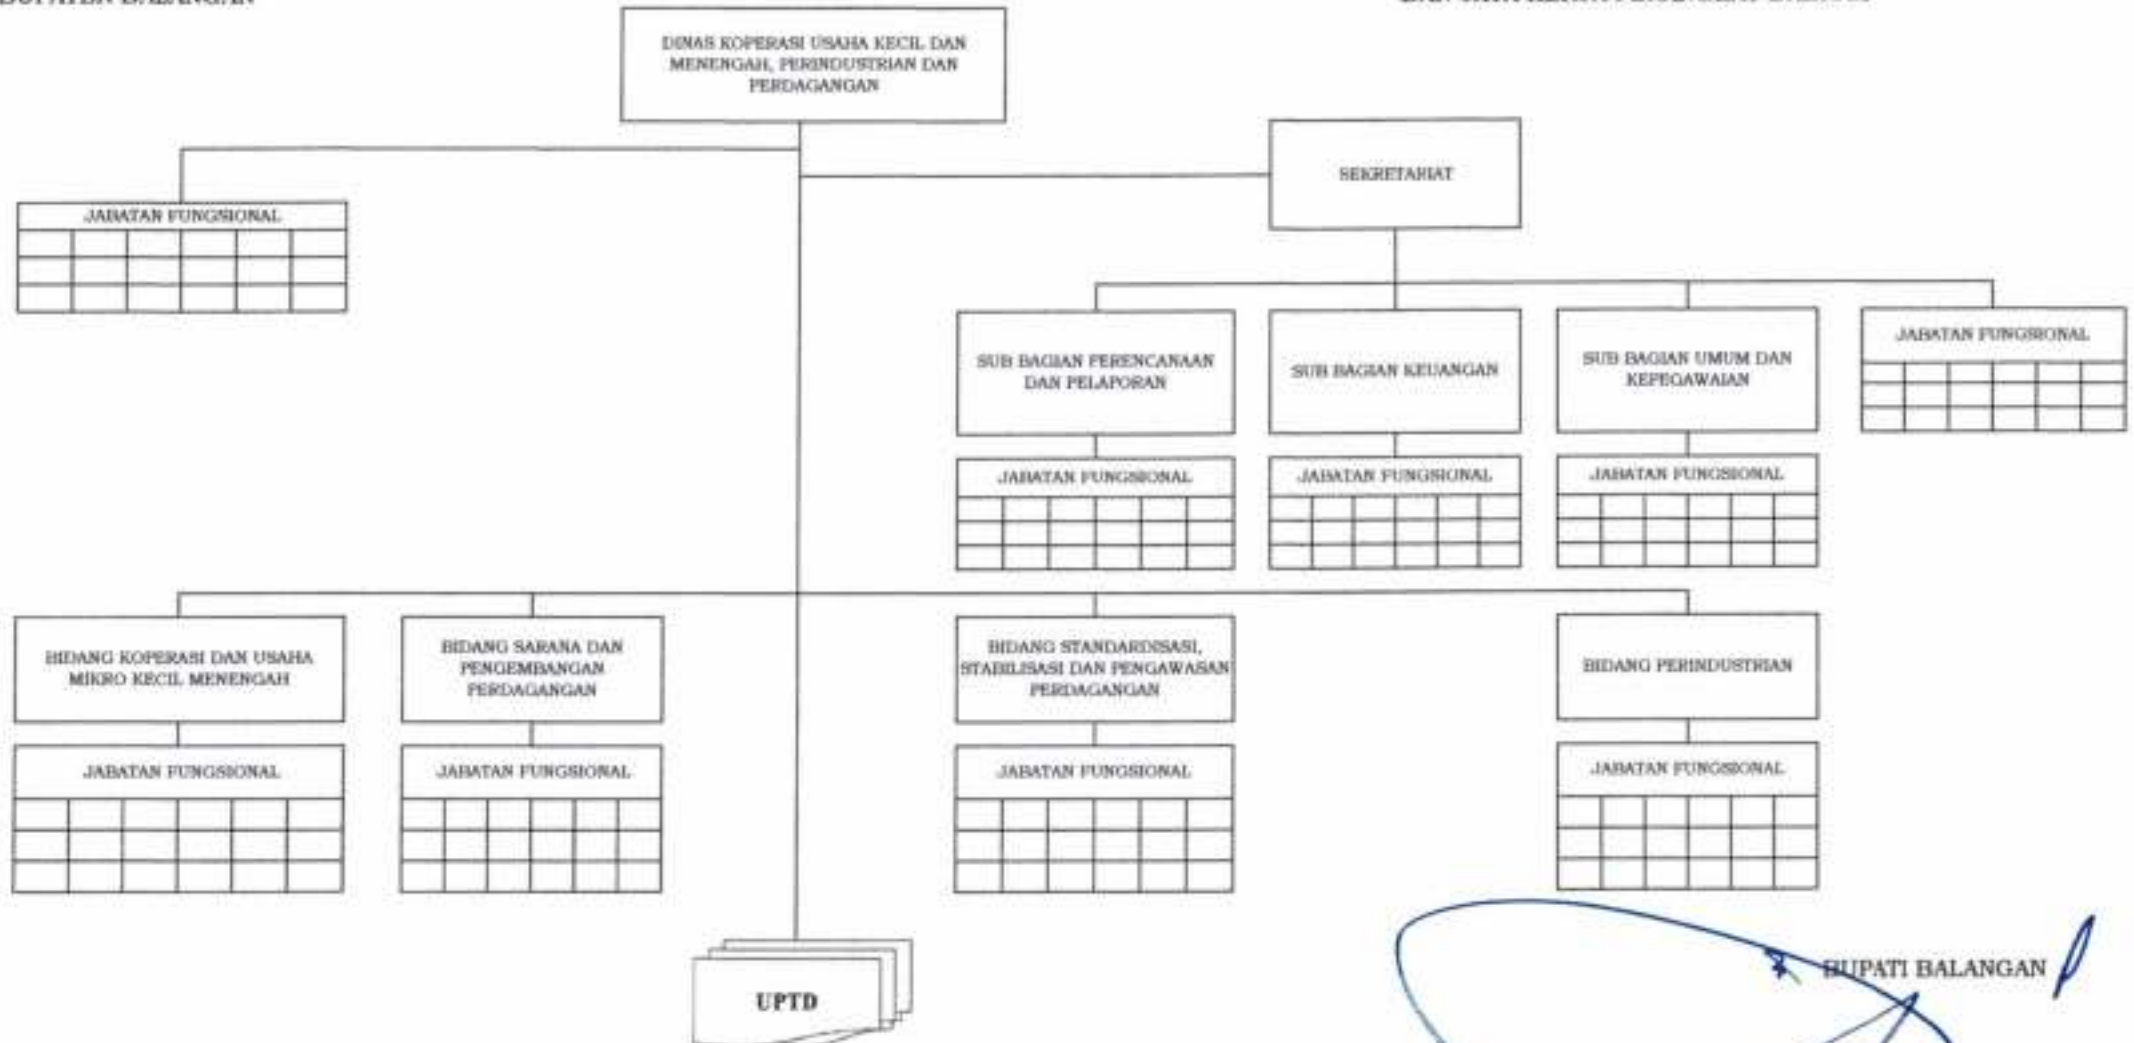 DINAS KOPERASI USAHA KECIL DAN
MENENGAH, PERINDUSTRIAN DAN
PERDAGANGAN
SEKRETARIAT
JABATAN FUNGSIONAL
SUB BAGIAN PERENCANAAN
DAN PELAPORAN
SUB BAGIAN KEUANGAN
SUB BAGIAN UMUM DAN
KEPEGAWAIAN
JABATAN FUNGSIONAL
JABATAN FUNGSIONAL
JABATAN FUNGSIONAL
JABATAN FUNGSIONAL
BIDANG KOPERASI DAN USAHA
MIKRO KECIL MENENGAH
BIDANG SARANA DAN
PENGEMBANGAN
PERDAGANGAN
BIDANG STANDARDISASI,
STABILISASI DAN PENGAWASAN
PERDAGANGAN
BIDANG PERINDUSTRIAN
JABATAN FUNGSIONAL
JABATAN FUNGSIONAL
JABATAN FUNGSIONAL
JABATAN FUNGSIONAL
UPTD
BUPATI BALANGAN